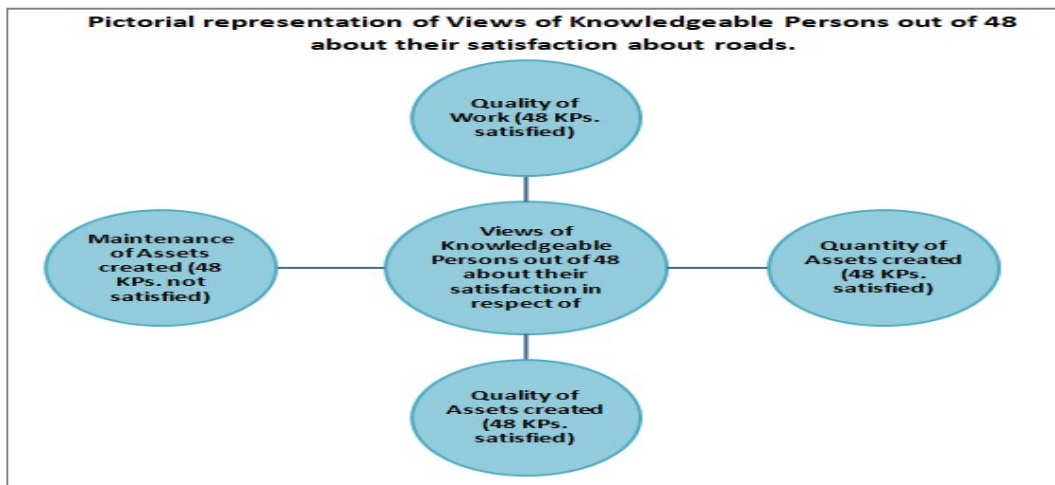 Pictorial representation of Views of Knowledgeable Persons out of 48
about their satisfaction about roads.
Quality of
Work (48 KPs.
satisfied)
Maintenance
of Assets
created (48
KPs. not
satisfied)
Views of
Knowledgeable
Persons out of 48
about their
satisfaction in
respect of
Quantity of
Assets created
(48 KPs.
satisfied)
Quality of
Assets created
(48 KPs.
satisfied)